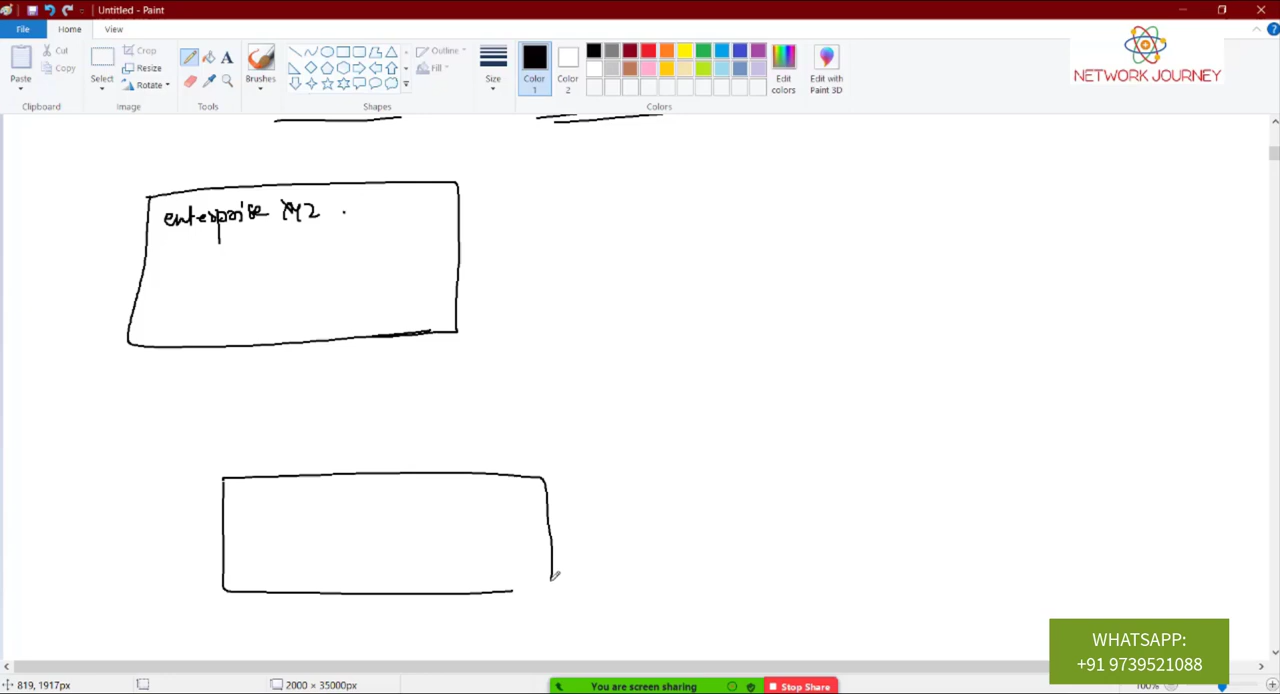 Untitled - Paint
File Home View
Paste
Cut
Copy
Clipboard
Select
Crop
Resize
Rotate
Image
A
Tools
Brushes
Shapes
Outline
Fill
Size
Color 1
Color 2
Colors
Edit colors
Edit with Paint 3D
NETWORK JOURNEY
enterprise XYZ .
WHATSAPP:
+91 9739521088
819, 1917px
2000 × 35000px
You are screen sharing
Stop Share
100%